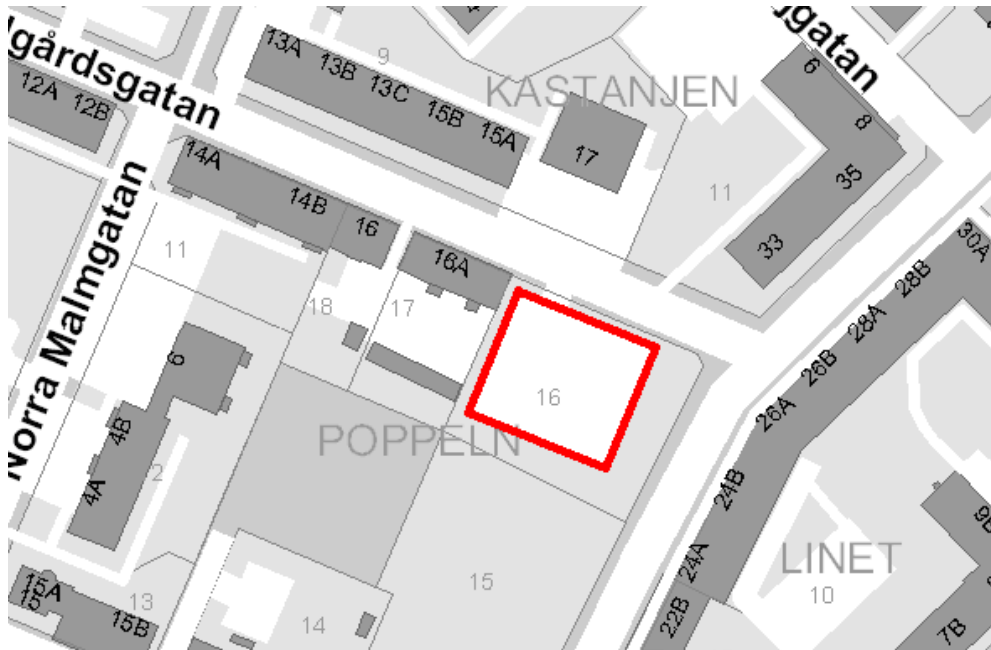 gårdsgatan
ggatan
Norra Malmgatan
KASTANJEN
POPPELN
LINET
12A
12B
13A
13B
13C
15B
15A
9
17
6
8
35
33
11
14A
14B
16
16A
11
18
17
16
30A
28B
28A
26B
26A
24B
24A
22B
6
4B
4A
2
15
14
13
15A
15
15B
10
7B